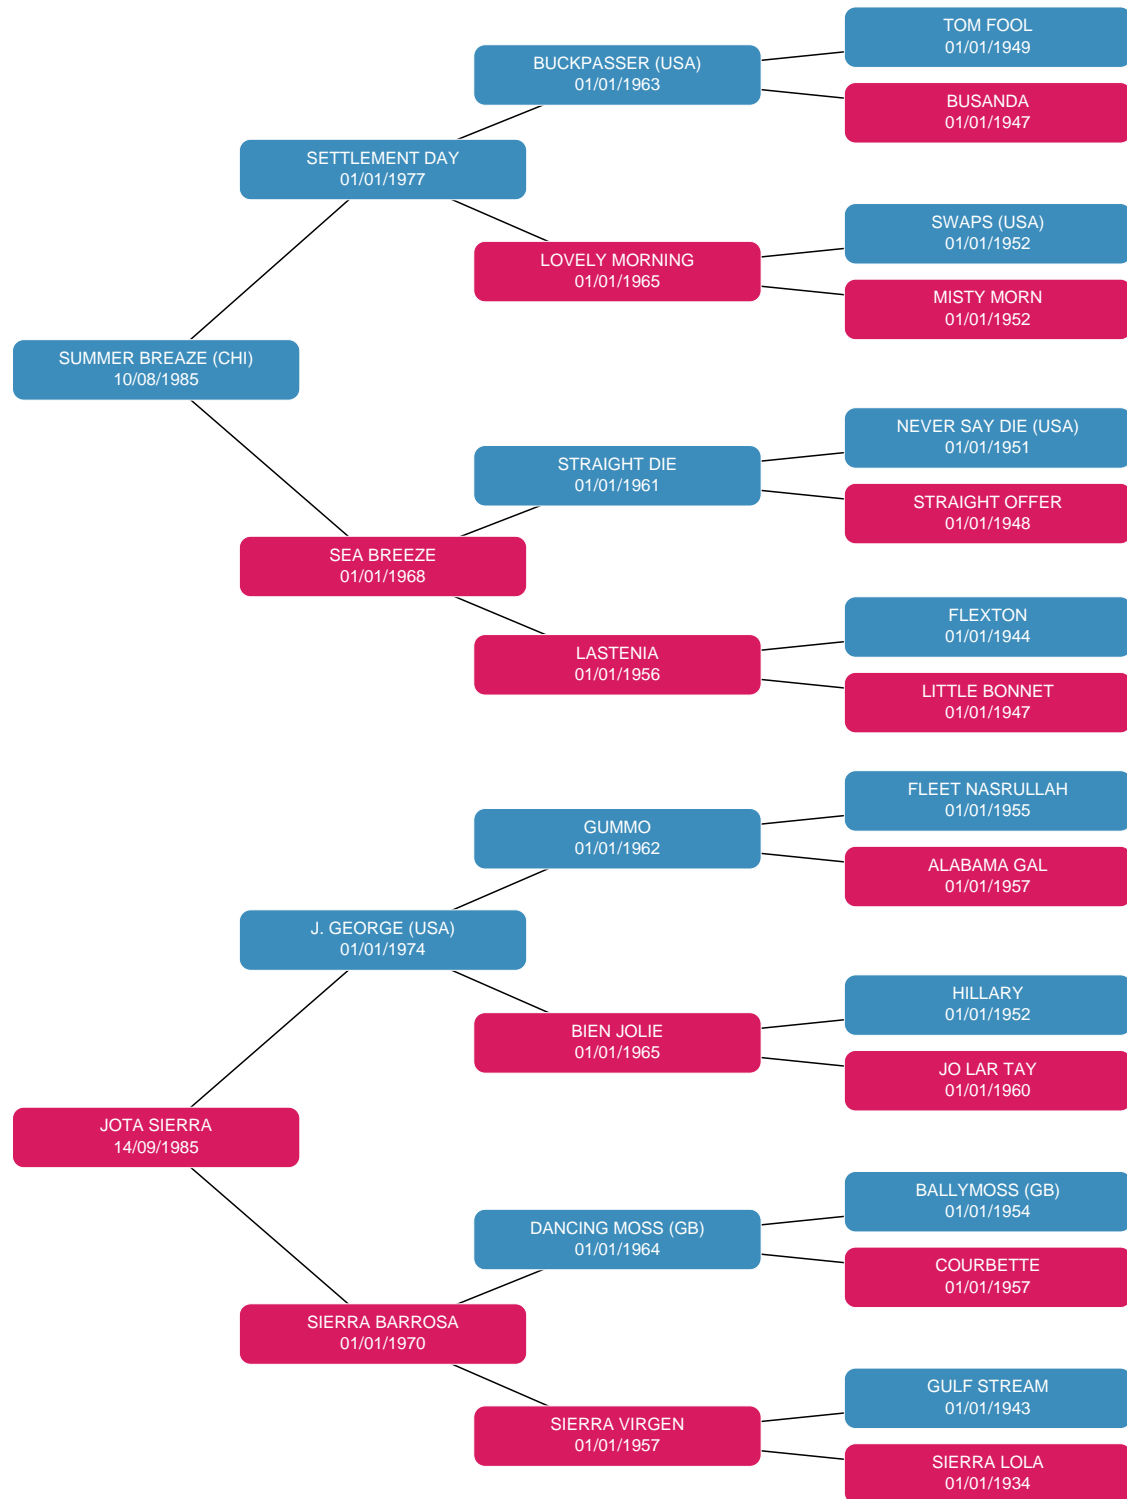 TOM FOOL
01/01/1949
BUCKPASSER (USA)
01/01/1963
BUSANDA
01/01/1947
SETTLEMENT DAY
01/01/1977
SWAPS (USA)
01/01/1952
LOVELY MORNING
01/01/1965
MISTY MORN
01/01/1952
SUMMER BREAZE (CHI)
10/08/1985
NEVER SAY DIE (USA)
01/01/1951
STRAIGHT DIE
01/01/1961
STRAIGHT OFFER
01/01/1948
SEA BREEZE
01/01/1968
FLEXTON
01/01/1944
LASTENIA
01/01/1956
LITTLE BONNET
01/01/1947
FLEET NASRULLAH
01/01/1955
GUMMO
01/01/1962
ALABAMA GAL
01/01/1957
J. GEORGE (USA)
01/01/1974
HILLARY
01/01/1952
BIEN JOLIE
01/01/1965
JO LAR TAY
01/01/1960
JOTA SIERRA
14/09/1985
BALLYMOSS (GB)
01/01/1954
DANCING MOSS (GB)
01/01/1964
COURBETTE
01/01/1957
SIERRA BARROSA
01/01/1970
GULF STREAM
01/01/1943
SIERRA VIRGEN
01/01/1957
SIERRA LOLA
01/01/1934